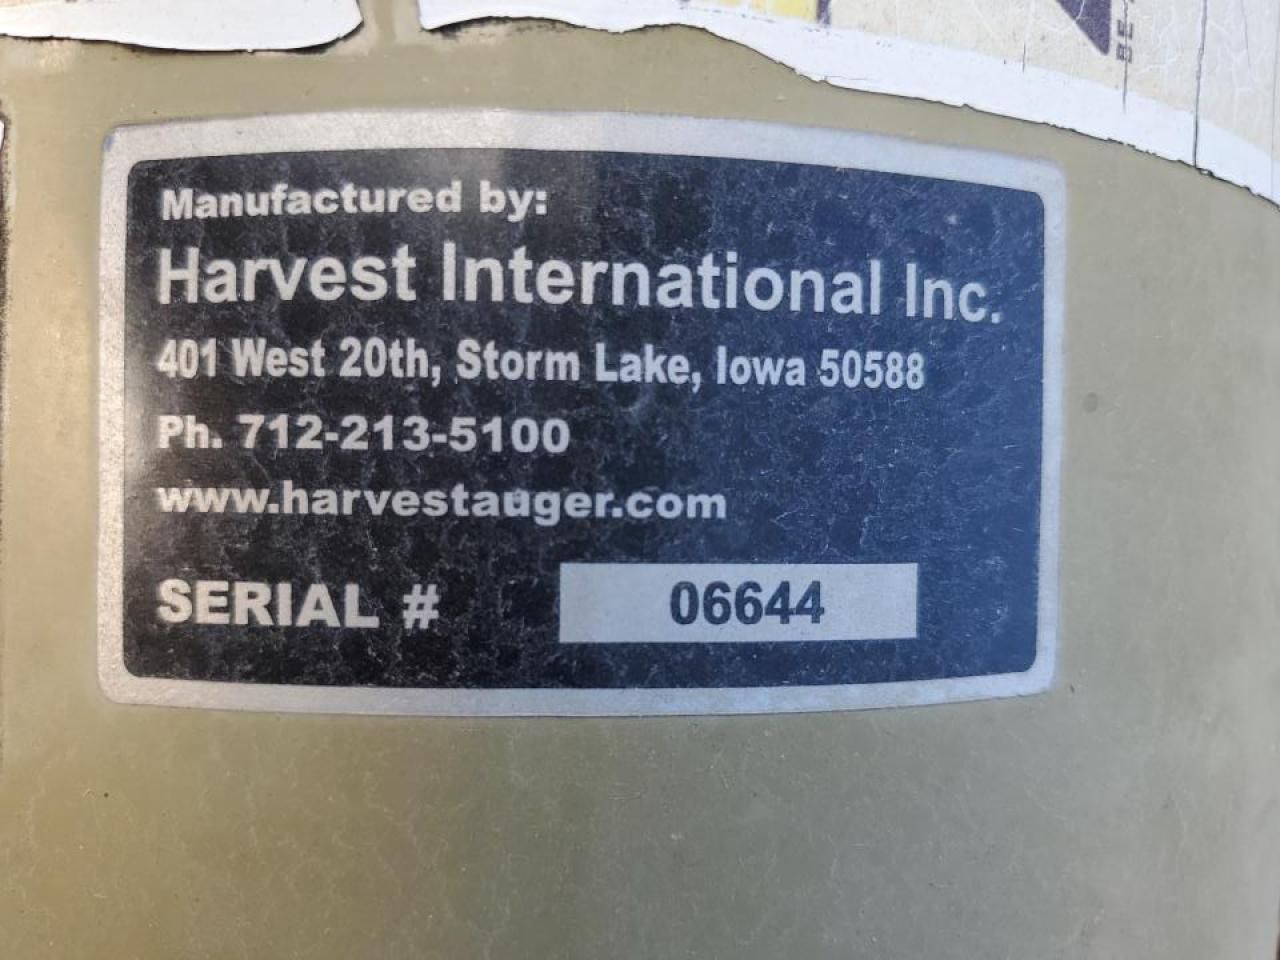 Manufactured by:
Harvest International Inc.
401 West 20th, Storm Lake, Iowa 50588
Ph. 712-213-5100
www.harvestauger.com
SERIAL # 06644